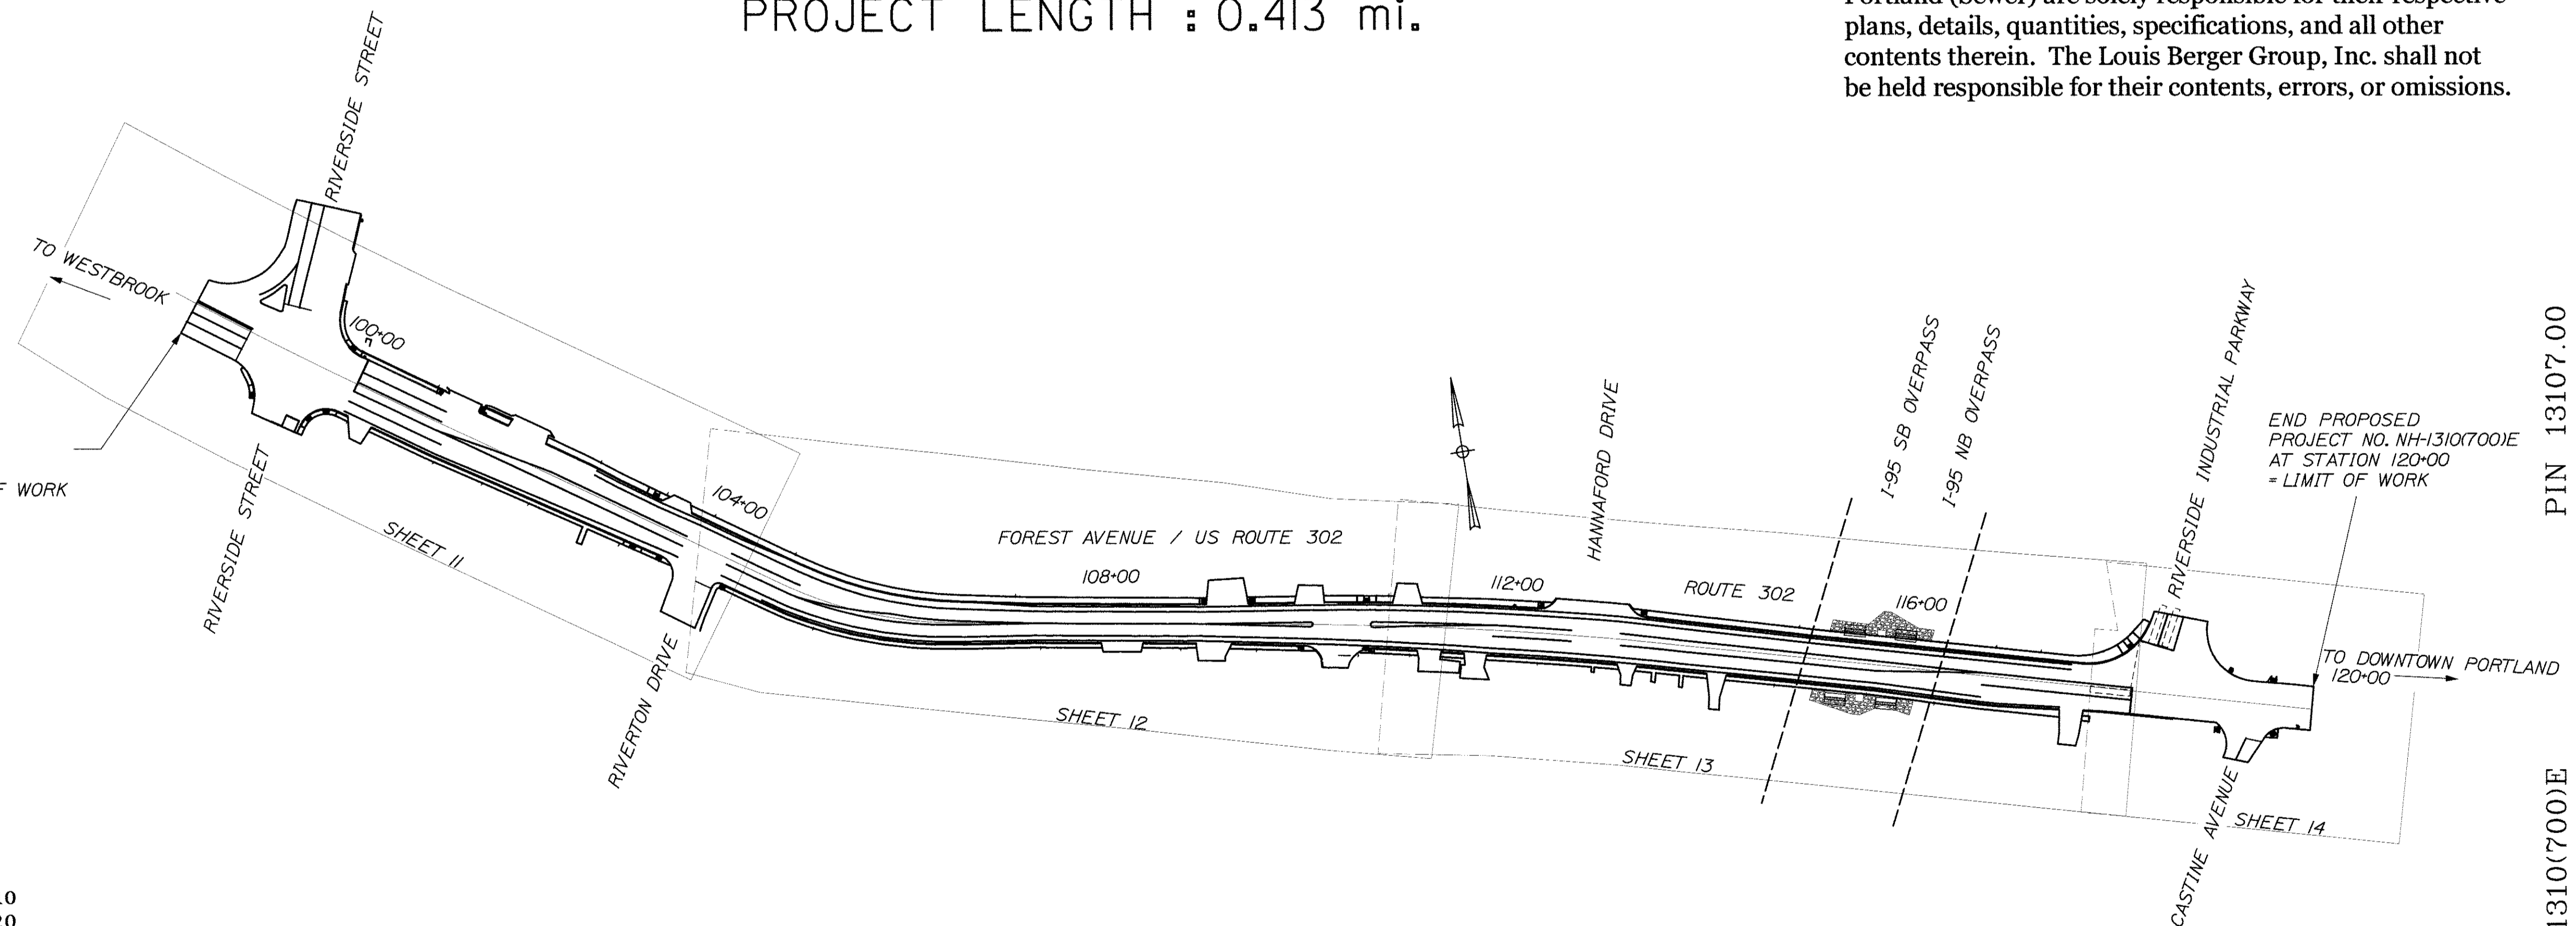 PROJECT LENGTH : 0.413 mi.
plans, details, quantities, specifications, and all other
contents therein. The Louis Berger Group, Inc. shall not
be held responsible for their contents, errors, or omissions.
RIVERSIDE STREET
TO WESTBROOK
100+00
WORK
RIVERSIDE STREET
SHEET 11
104+00
RIVERTON DRIVE
FOREST AVENUE / US ROUTE 302
108+00
SHEET 12
HANNAFORD DRIVE
112+00
ROUTE 302
SHEET 13
I-95 SB OVERPASS
I-95 NB OVERPASS
116+00
RIVERSIDE INDUSTRIAL PARKWAY
END PROPOSED
PROJECT NO. NH-1310(700)E
AT STATION 120+00
= LIMIT OF WORK
TO DOWNTOWN PORTLAND
120+00
CASTINE AVENUE
SHEET 14
PIN 13107.00
1310(700)E